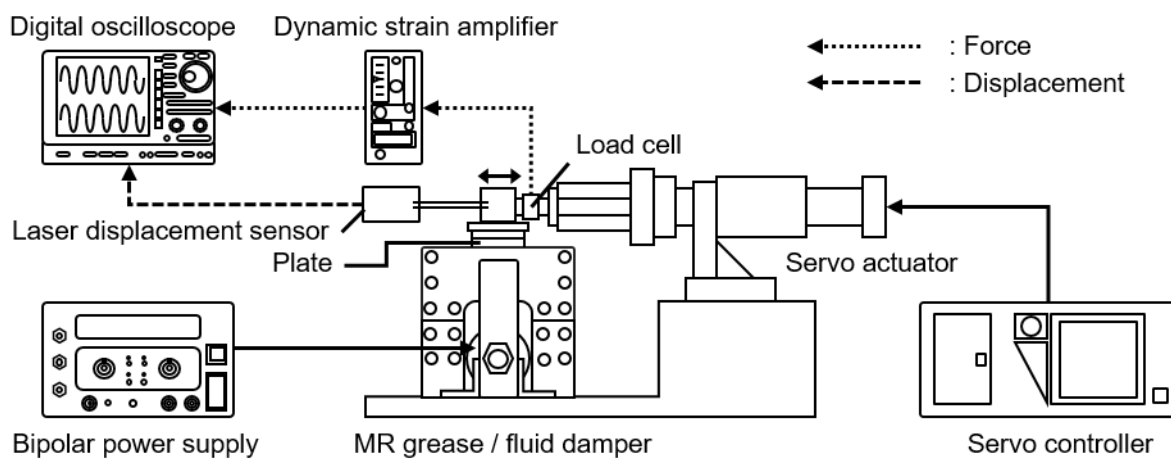 Digital oscilloscope
Dynamic strain amplifier
: Force
: Displacement
Load cell
Laser displacement sensor
Plate
Servo actuator
Bipolar power supply
MR grease / fluid damper
Servo controller